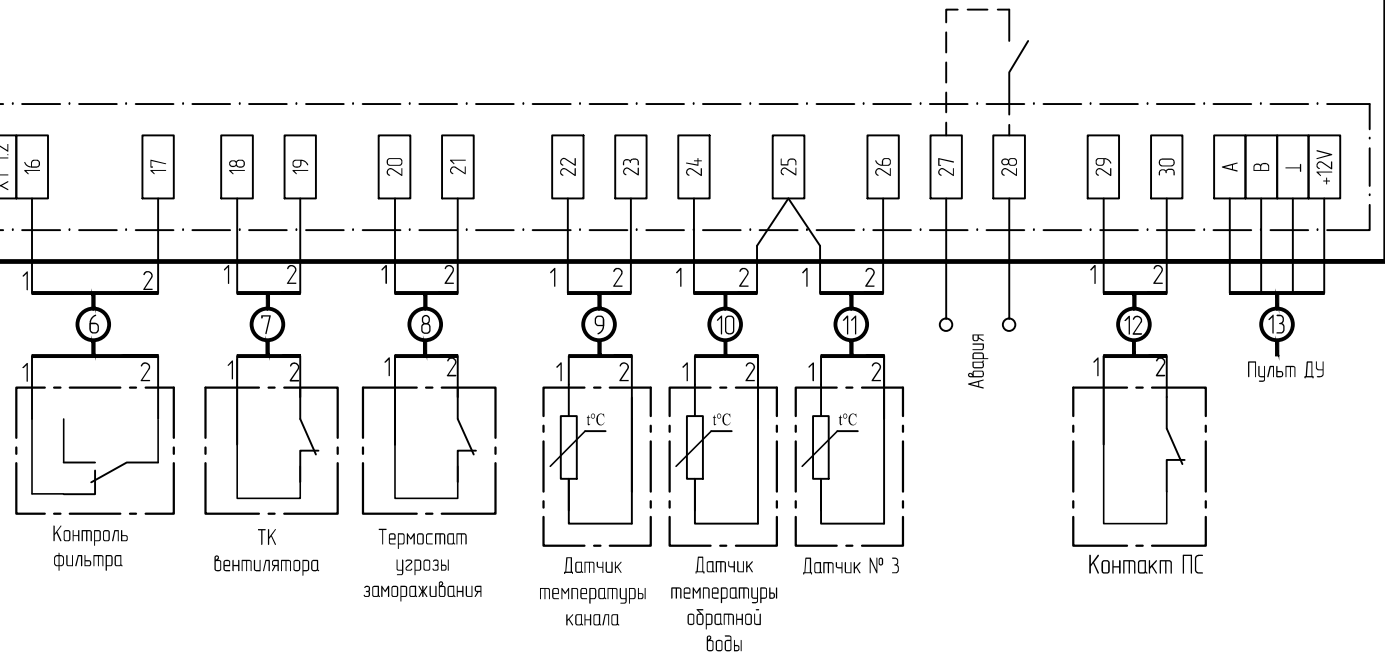 XT 1.2 16 17 18 19 20 21 22 23 24 25 26 27 28 29 30 A B ⊥ +12V
1 2 1 2 1 2 1 2 1 2 1 2 1 2
6 7 8 9 10 11 12 13
Авария
Пульт ДУ
1 2 1 2 1 2 1 2 1 2 1 2 1 2
t°C t°C t°C
Контроль
фильтра
ТК
вентилятора
Термостат
угрозы
замораживания
Датчик
температуры
канала
Датчик
температуры
обратной
воды
Датчик № 3
Контакт ПС